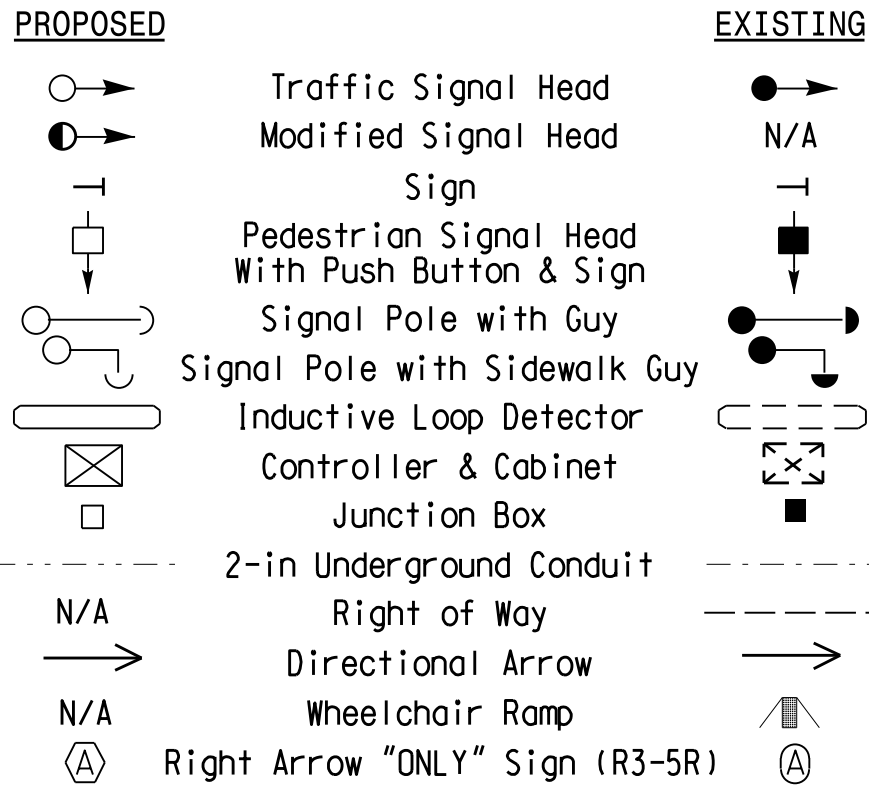 PROPOSED EXISTING
Traffic Signal Head
Modified Signal Head N/A
Sign
Pedestrian Signal Head
With Push Button & Sign
Signal Pole with Guy
Signal Pole with Sidewalk Guy
Inductive Loop Detector
Controller & Cabinet
Junction Box
2-in Underground Conduit
N/A Right of Way
Directional Arrow
N/A Wheelchair Ramp
A Right Arrow "ONLY" Sign (R3-5R) A